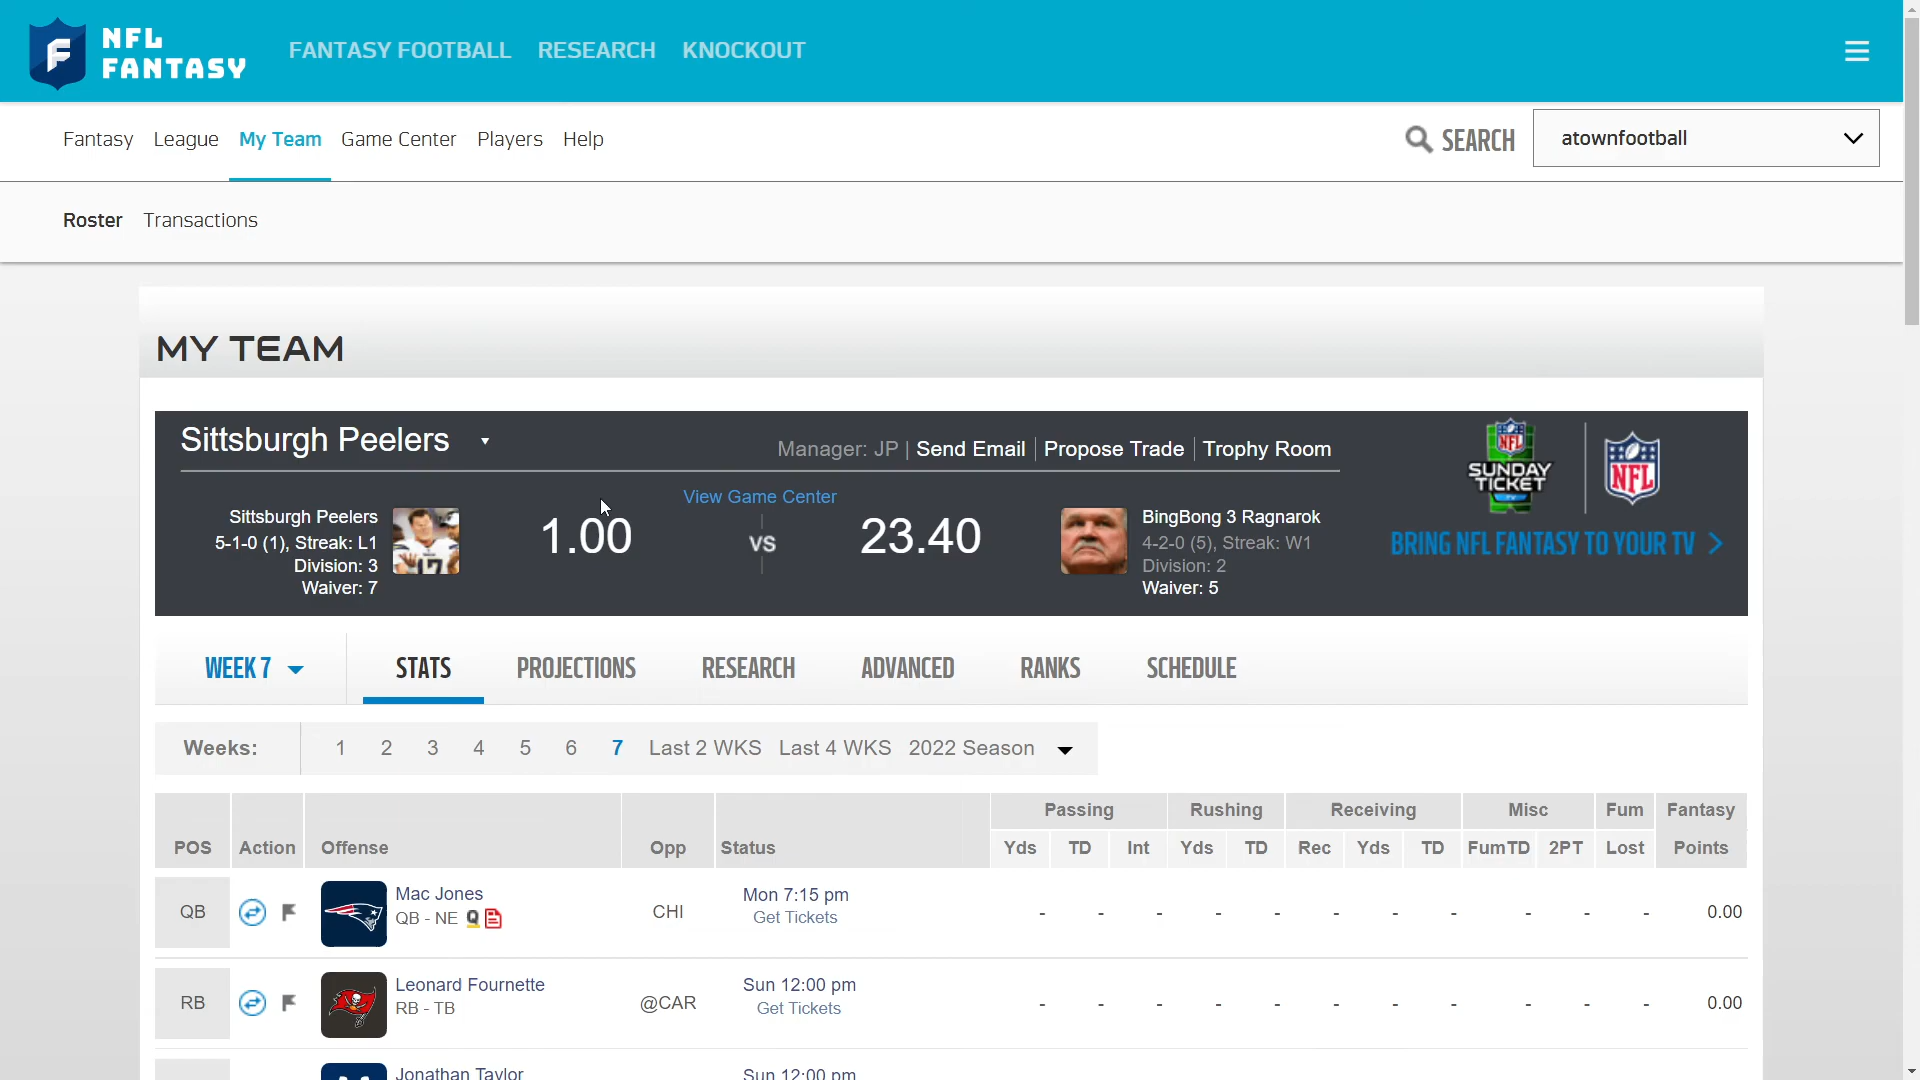 NFL
FANTASY
FANTASY FOOTBALL RESEARCH KNOCKOUT
Fantasy League My Team Game Center Players Help
SEARCH
atownfootball
Roster Transactions
MY TEAM
Sittsburgh Peelers
Manager: JP | Send Email Propose Trade Trophy Room
View Game Center
Sittsburgh Peelers
5-1-0 (1), Streak: L1
Division: 3
Waiver: 7
1.00
vs
23.40
BingBong 3 Ragnarok
4-2-0 (5), Streak: W1
Division: 2
Waiver: 5
NFL
SUNDAY
TICKET
TV
NFL
BRING NFL FANTASY TO YOUR TV
WEEK 7 STATS PROJECTIONS RESEARCH ADVANCED RANKS SCHEDULE
Weeks: 1 2 3 4 5 6 7 Last 2 WKS Last 4 WKS 2022 Season
Passing Rushing Receiving Misc Fum Fantasy
POS Action Offense Opp Status Yds TD Int Yds TD Rec Yds TD FumTD 2PT Lost Points
QB
Mac Jones
QB - NE Q
CHI
Mon 7:15 pm
Get Tickets
- - - - - - - - - - - 0.00
RB
Leonard Fournette
RB - TB
@CAR
Sun 12:00 pm
Get Tickets
- - - - - - - - - - - 0.00
Jonathan Taylor
Sun 12:00 pm